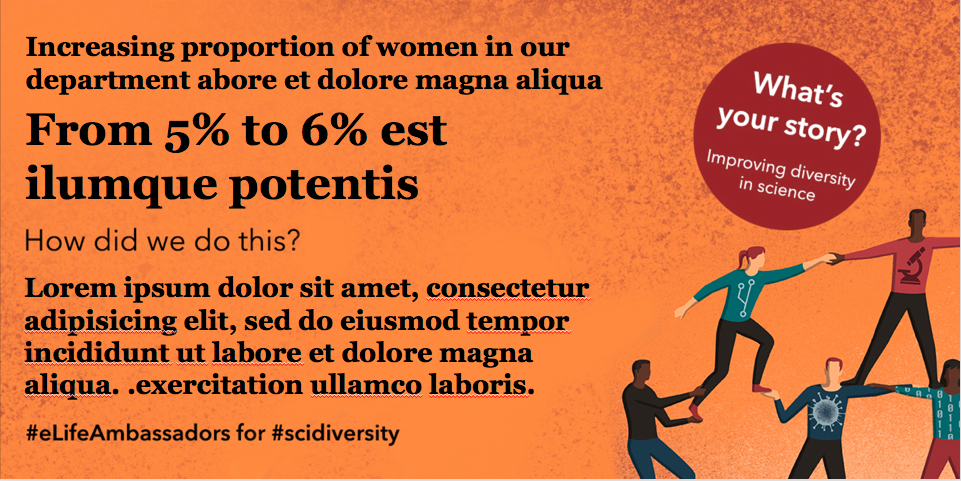 Increasing proportion of women in our
department abore et dolore magna aliqua
From 5% to 6% est
ilumque potentis
How did we do this?
Lorem ipsum dolor sit amet, consectetur
adipisicing elit, sed do eiusmod tempor
incididunt ut labore et dolore magna
aliqua. .exercitation ullamco laboris.
#eLifeAmbassadors for #scidiversity
What's
your story?
Improving diversity
in science